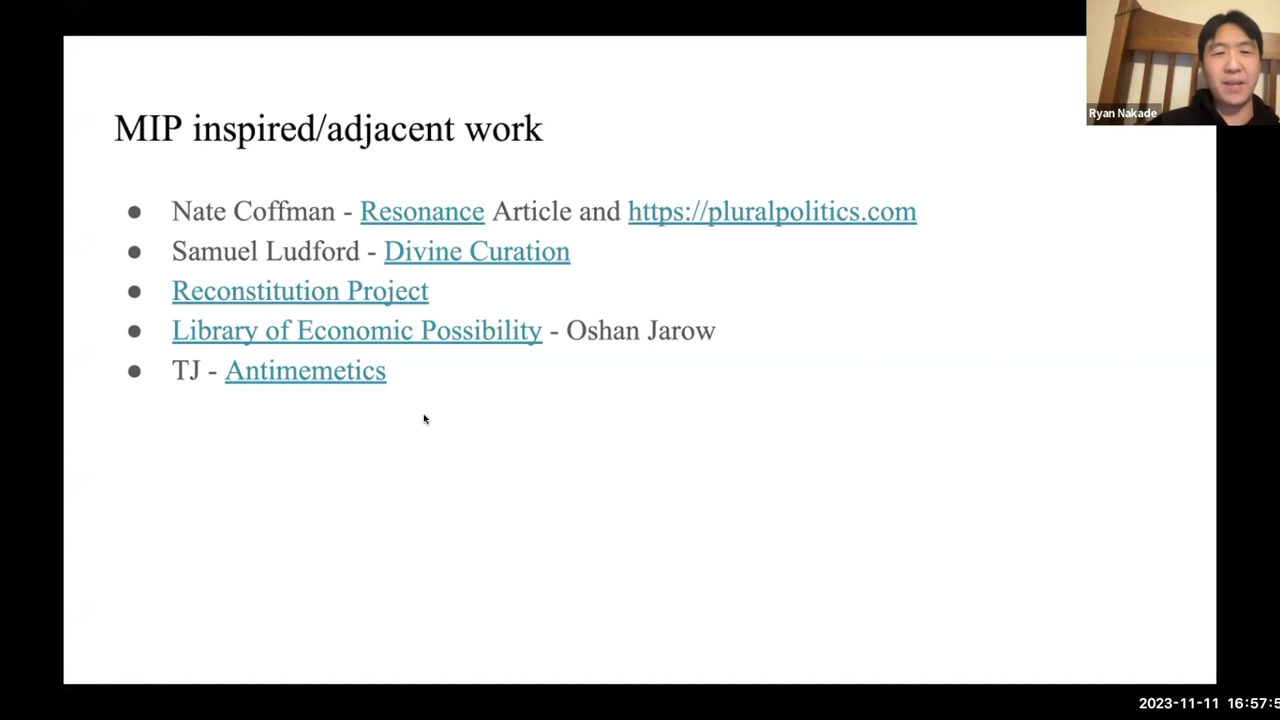 MIP inspired/adjacent work
● Nate Coffman - Resonance Article and https://pluralpolitics.com
● Samuel Ludford - Divine Curation
● Reconstitution Project
● Library of Economic Possibility - Oshan Jarow
● TJ - Antimemetics
Ryan Nakade
2023-11-11 16:57:5